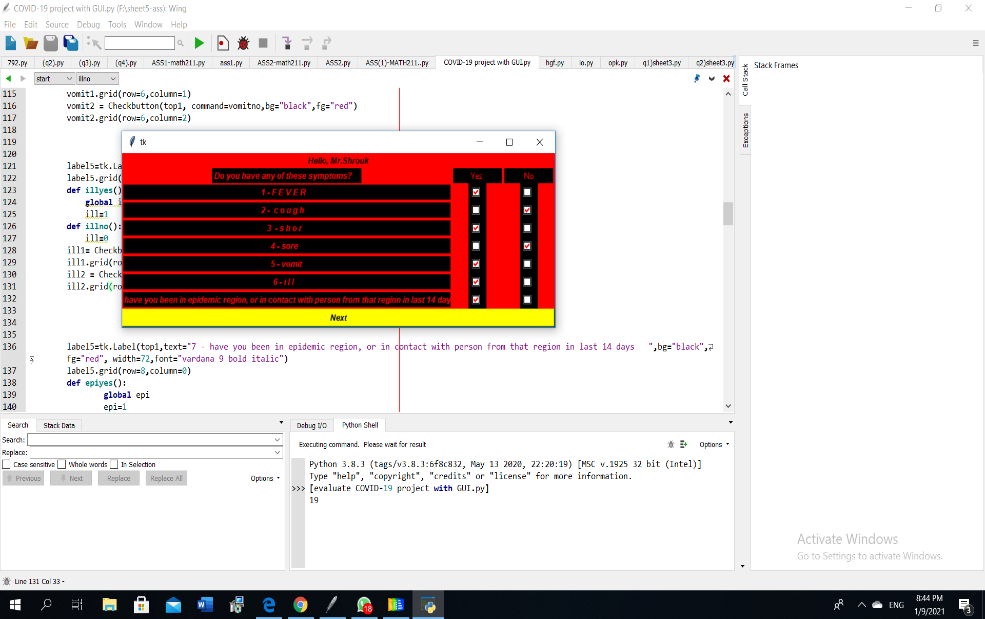 COVID-19 project with GUI.py (F:\sheet5-ass): Wing
File Edit Source Debug Tools Window Help
792.py (q2).py (q3).py (q4).py ASS1-math211.py ass1.py ASS2-math211.py ASS2.py ASS(1)-MATH211..py COVID-19 project with GUI.py hgf.py io.py opk.py q1)sheet3.py q2)sheet3.py
start illno
115 vomit1.grid(row=6,column=1)
116 vomit2 = Checkbutton(top1, command=vomitno,bg="black",fg="red")
117 vomit2.grid(row=6,column=2)
118
119
120
121 label5=tk.La
122 label5.grid(
123 def illyes()
124 global i
125 ill=1
126 def illno():
127 ill=0
128 ill1= Checkb
129 ill1.grid(ro
130 ill2 = Check
131 ill2.grid(ro
132
133
133
134
135
136 label5=tk.Label(top1,text="7 - have you been in epidemic region, or in contact with person from that region in last 14 days ",bg="black",
fg="red", width=72,font="vardana 9 bold italic")
137 label5.grid(row=8,column=0)
138 def epiyes():
139 global epi
140 epi=1
tk
Hello, Mr.Shrouk
Do you have any of these symptoms? Yes No
1 - F E V E R
2 - c o u g h
3 - s h o r
4 - sore
5 - vomit
6 - i l l
have you been in epidemic region, or in contact with person from that region in last 14 day
Next
Call Stack
Exceptions
Stack Frames
Search Stack Data
Search:
Replace:
Case sensitive Whole words In Selection
Previous Next Replace Replace All Options
Debug I/O Python Shell
Executing command. Please wait for result Options
Python 3.8.3 (tags/v3.8.3:6f8c832, May 13 2020, 22:20:19) [MSC v.1925 32 bit (Intel)]
Type "help", "copyright", "credits" or "license" for more information.
>>> [evaluate COVID-19 project with GUI.py]
19
Activate Windows
Go to Settings to activate Windows.
Line 131 Col 33 -
18
ENG
8:44 PM
1/9/2021
3